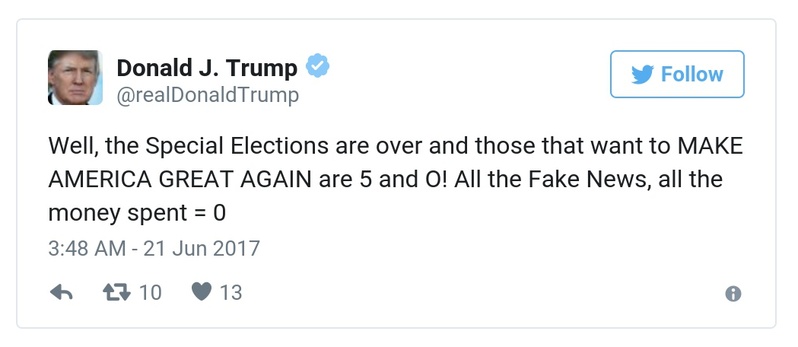 Donald J. Trump
Follow
@realDonaldTrump
Well, the Special Elections are over and those that want to MAKE
AMERICA GREAT AGAIN are 5 and O! All the Fake News, all the
money spent = 0
3:48 AM - 21 Jun 2017
10 13